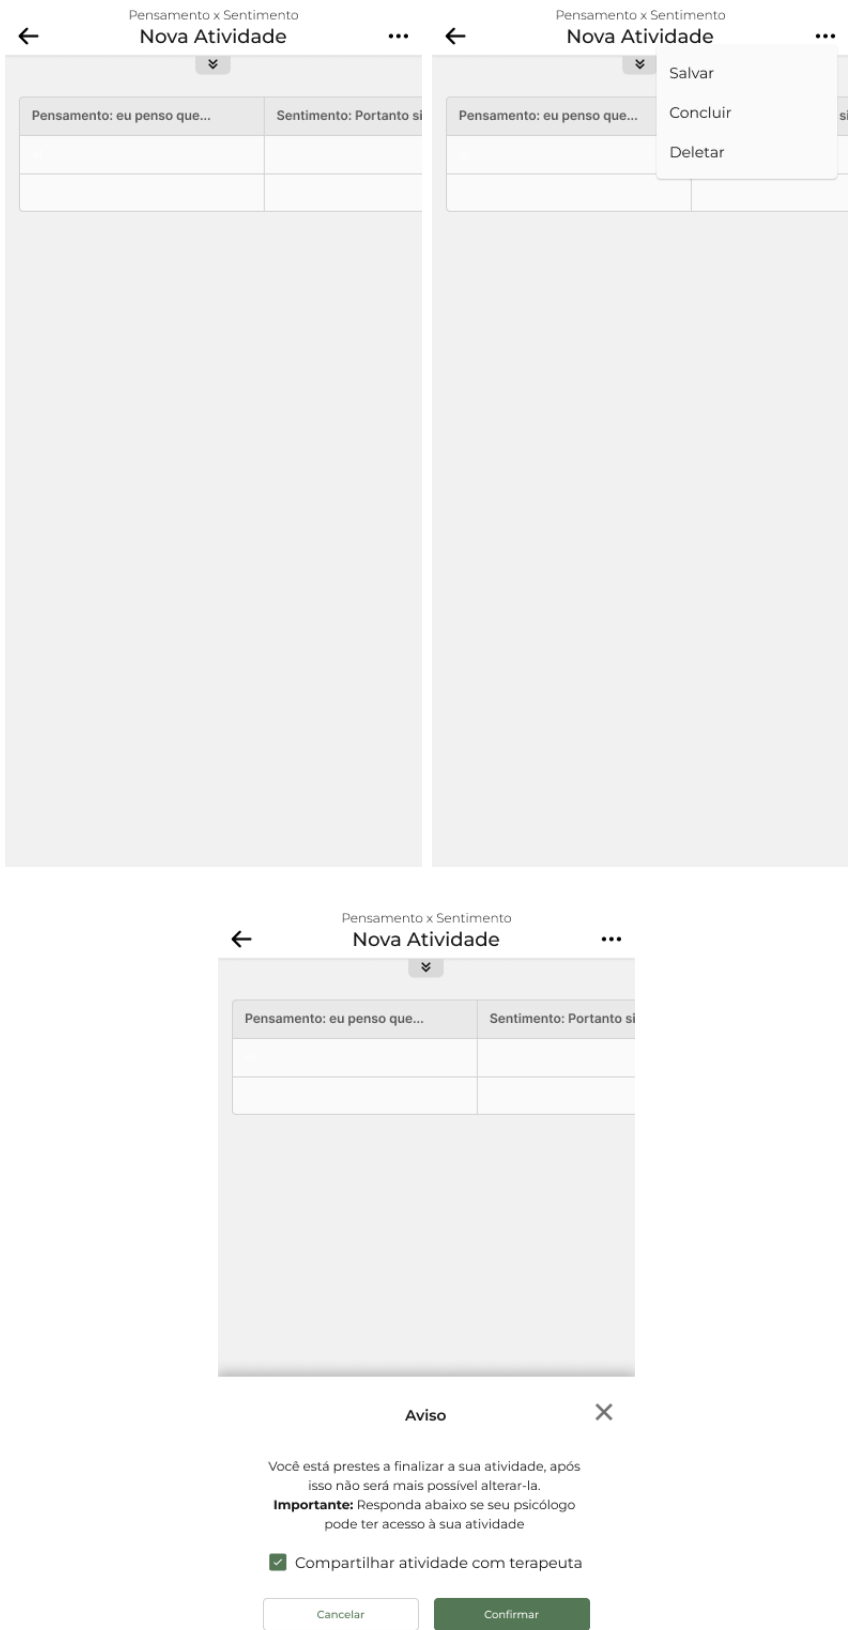 Pensamento x Sentimento
Nova Atividade
Pensamento: eu penso que... Sentimento: Portanto si
Pensamento x Sentimento
Nova Atividade
Salvar
Concluir
Deletar
Pensamento: eu penso que... si
Pensamento x Sentimento
Nova Atividade
Pensamento: eu penso que... Sentimento: Portanto si
Aviso
Você está prestes a finalizar a sua atividade, após
isso não será mais possível alterar-la.
Importante: Responda abaixo se seu psicólogo
pode ter acesso à sua atividade
Compartilhar atividade com terapeuta
Cancelar Confirmar